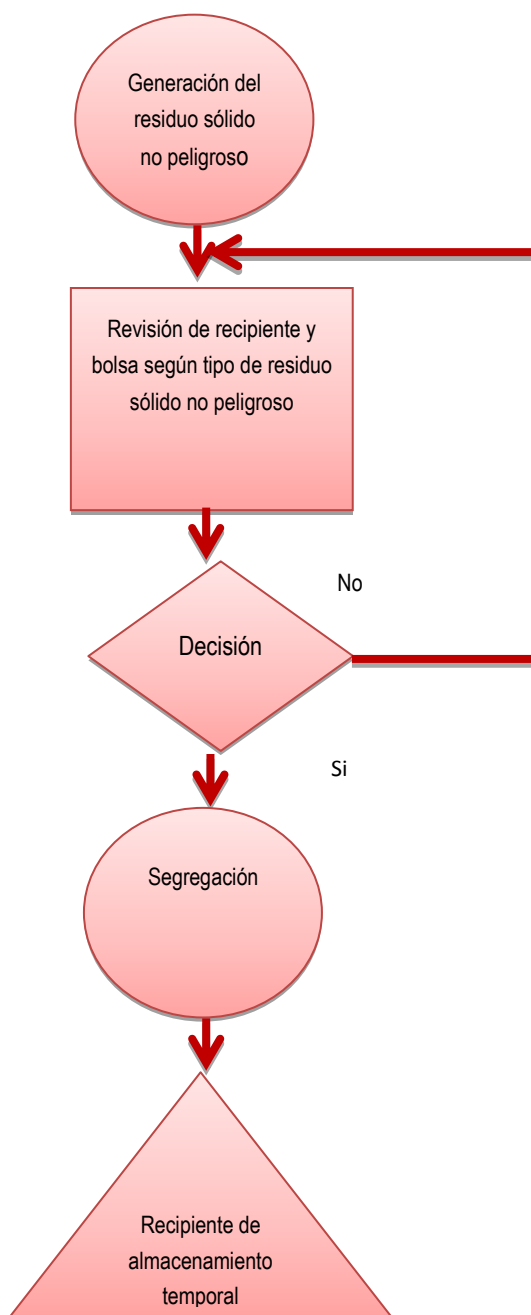 Generación del
residuo sólido
no peligroso
Revisión de recipiente y
bolsa según tipo de residuo
sólido no peligroso
No
Decisión
Si
Segregación
Recipiente de
almacenamiento
temporal